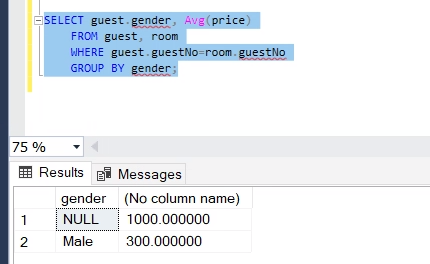 SELECT guest.gender, Avg(price)
FROM guest, room
WHERE guest.guestNo=room.guestNo
GROUP BY gender;
75 %
Results Messages
gender (No column name)
1 NULL 1000.000000
2 Male 300.000000